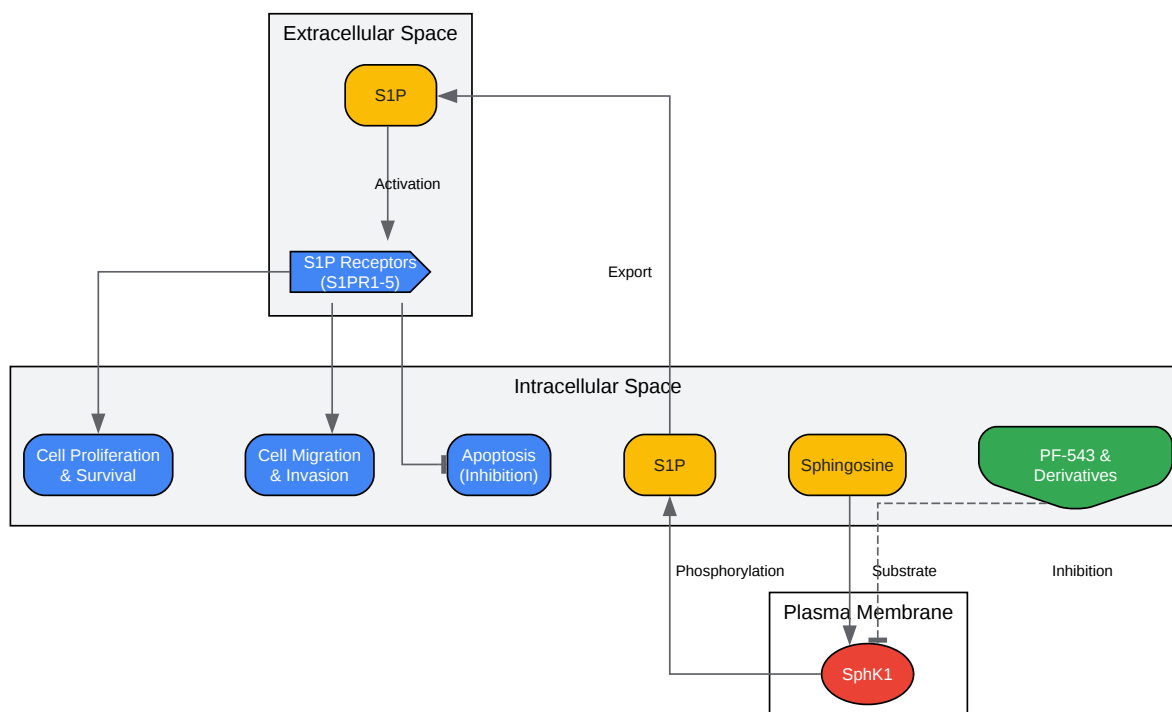 Extracellular Space
S1P
Activation
S1P Receptors
(S1PR1-5)
Export
Intracellular Space
Cell Proliferation
& Survival
Cell Migration
& Invasion
Apoptosis
(Inhibition)
S1P
Sphingosine
PF-543 &
Derivatives
Phosphorylation
Substrate
Inhibition
Plasma Membrane
SphK1